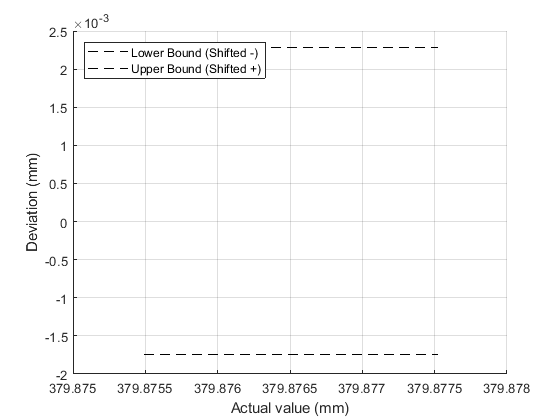 ×10-3
2.5
Lower Bound (Shifted -)
Upper Bound (Shifted +)
2
1.5
1
0.5
0
-0.5
-1
-1.5
-2
Deviation (mm)
379.875 379.8755 379.876 379.8765 379.877 379.8775 379.878
Actual value (mm)